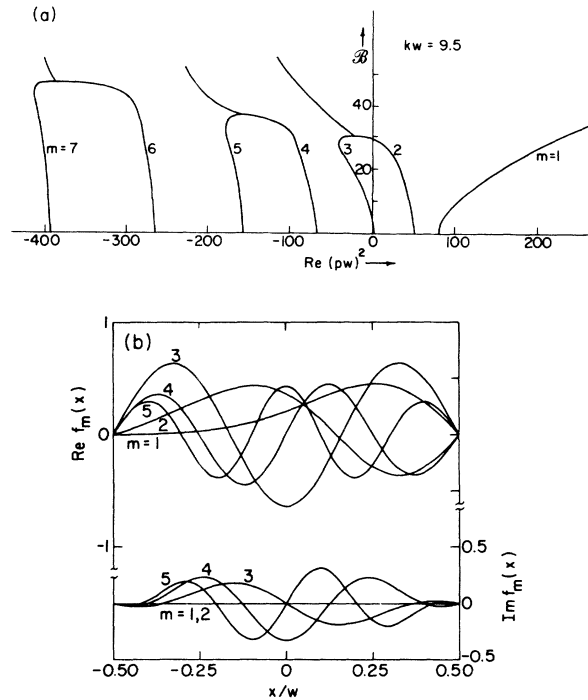 (a)
ℬ
kw = 9.5
40
20
m = 7
6
5
4
3
2
m=1
-400
-300
-200
-100
0
100
200
Re (pw)²
(b)
1
0
-1
Re fₘ(x)
3
4
5
2
m=1
5
4
3
m=1,2
0.5
0
-0.5
Im fₘ(x)
-0.50
-0.25
0
0.25
0.50
x/w